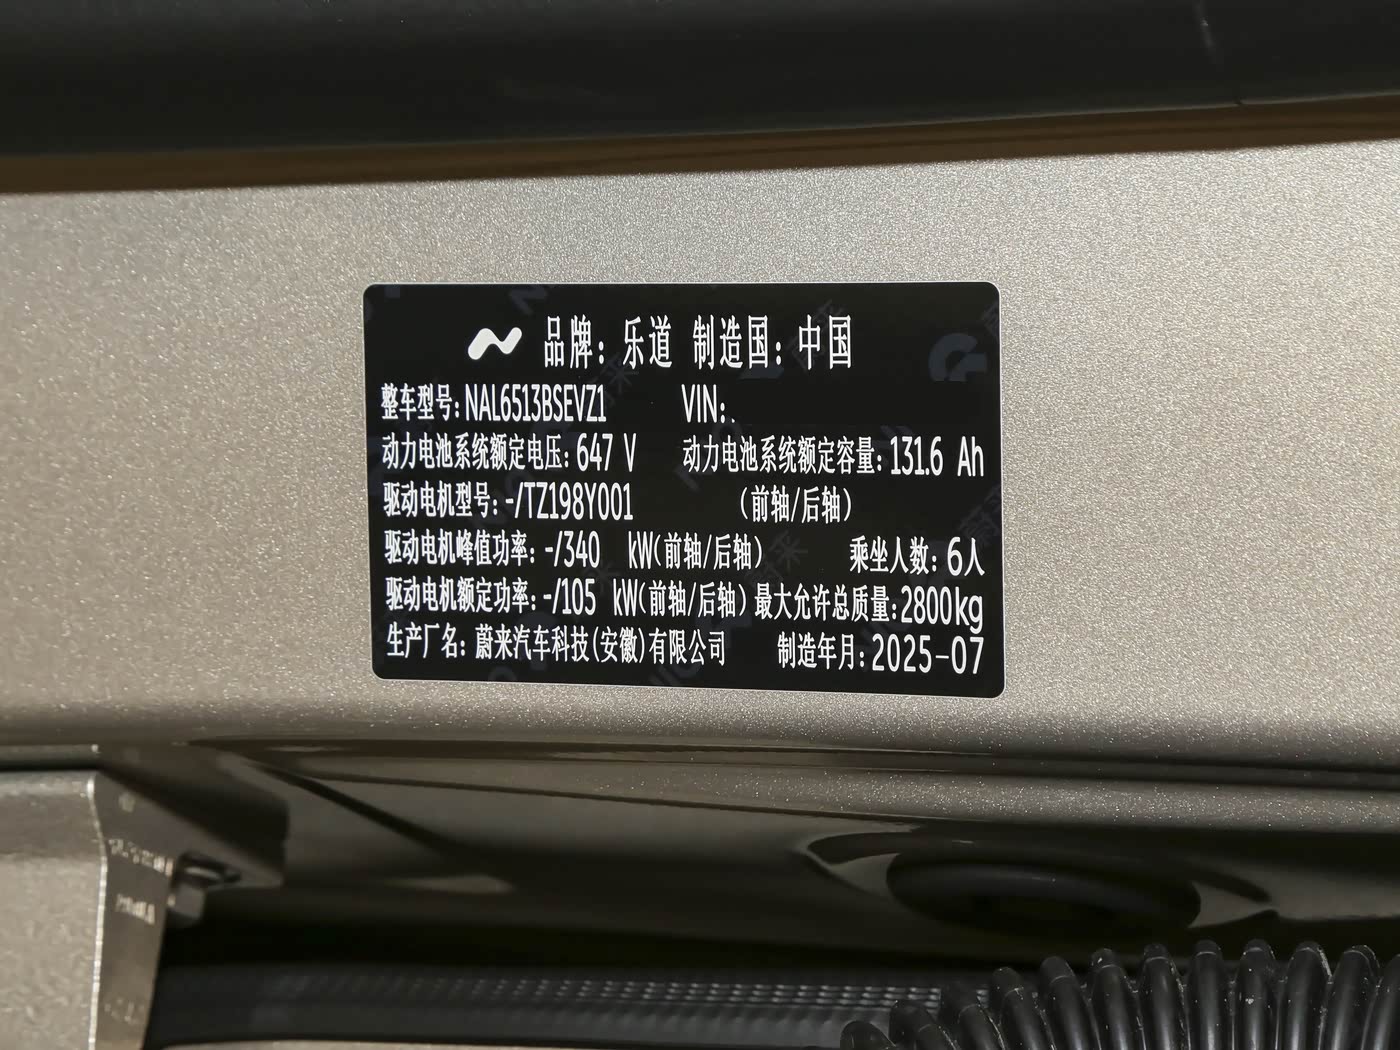 品牌：乐道 制造国：中国
整车型号：NAL6513BSEVZ1 VIN：
动力电池系统额定电压：647 V 动力电池系统额定容量：131.6 Ah
驱动电机型号：-/TZ198Y001 （前轴/后轴）
驱动电机峰值功率：-/340 kW（前轴/后轴） 乘坐人数：6人
驱动电机额定功率：-/105 kW（前轴/后轴） 最大允许总质量：2800kg
生产厂名：蔚来汽车科技（安徽）有限公司 制造年月：2025-07